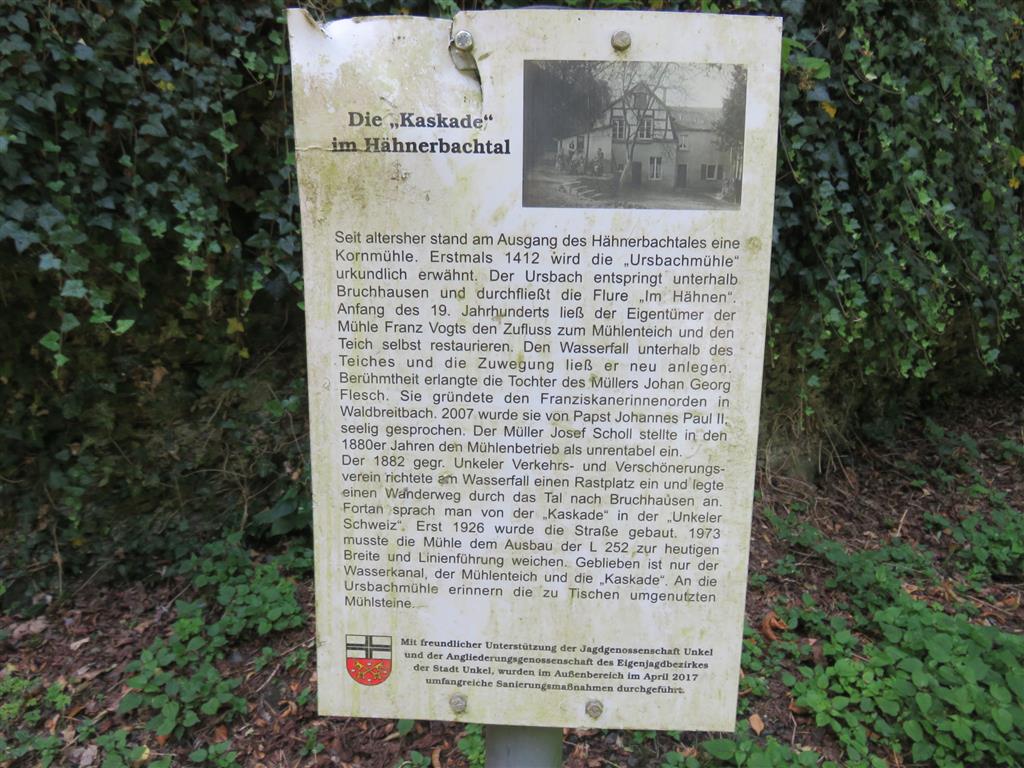 Die „Kaskade“
im Hähnerbachtal
Seit altersher stand am Ausgang des Hähnerbachtales eine
Kornmühle. Erstmals 1412 wird die „Ursbachmühle“
urkundlich erwähnt. Der Ursbach entspringt unterhalb
Bruchhausen und durchfließt die Flure „Im Hähnen“.
Anfang des 19. Jahrhunderts ließ der Eigentümer der
Mühle Franz Vogts den Zufluss zum Mühlenteich und den
Teich selbst restaurieren. Den Wasserfall unterhalb des
Teiches und die Zuwegung ließ er neu anlegen.
Berühmtheit erlangte die Tochter des Müllers Johan Georg
Flesch. Sie gründete den Franziskanerinnenorden in
Waldbreitbach. 2007 wurde sie von Papst Johannes Paul II.
seelig gesprochen. Der Müller Josef Scholl stellte in den
1880er Jahren den Mühlenbetrieb als unrentabel ein.
Der 1882 gegr. Unkeler Verkehrs- und Verschönerungs-
verein richtete am Wasserfall einen Rastplatz ein und legte
einen Wanderweg durch das Tal nach Bruchhausen an.
Fortan sprach man von der „Kaskade“ in der „Unkeler
Schweiz“. Erst 1926 wurde die Straße gebaut. 1973
musste die Mühle dem Ausbau der L 252 zur heutigen
Breite und Linienführung weichen. Geblieben ist nur der
Wasserkanal, der Mühlenteich und die „Kaskade“. An die
Ursbachmühle erinnern die zu Tischen umgenutzten
Mühlsteine.
Mit freundlicher Unterstützung der Jagdgenossenschaft Unkel
und der Angliederungsgenossenschaft des Eigenjagdbezirkes
der Stadt Unkel, wurden im Außenbereich im April 2017
umfangreiche Sanierungsmaßnahmen durchgeführt.